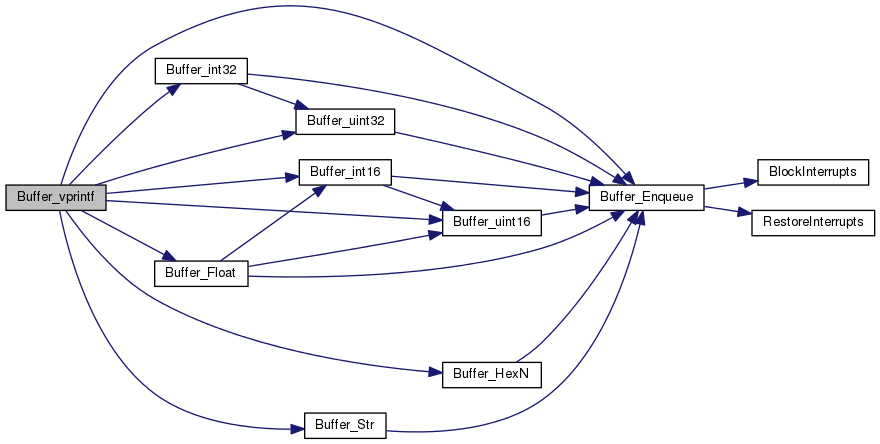 Buffer_vprintf
Buffer_int32
Buffer_uint32
Buffer_int16
Buffer_uint16
Buffer_Float
Buffer_HexN
Buffer_Str
Buffer_Enqueue
BlockInterrupts
RestoreInterrupts